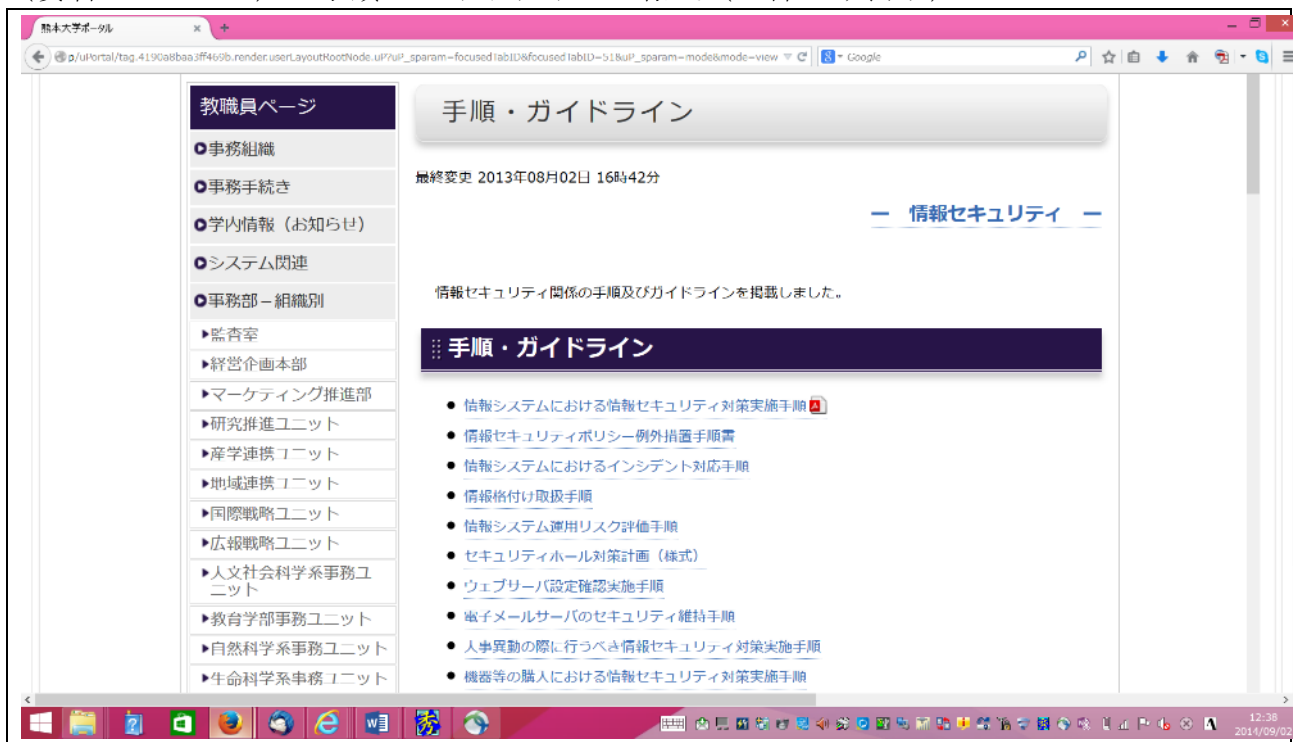 熊本大学ポータル
p/uPortal/tag.4190a8baa3ff469b.render.userLayoutRootNode.uP?uP_sparam=focusedTabID&focusedTabID=51&uP_sparam=mode&mode=view
Google
教職員ページ
事務組織
事務手続き
学内情報（お知らせ）
システム関連
事務部－組織別
監査室
経営企画本部
マーケティング推進部
研究推進ユニット
産学連携ユニット
地域連携ユニット
国際戦略ユニット
広報戦略ユニット
人文社会科学系事務ユ
ニット
教育学部事務ユニット
自然科学系事務ユニット
生命科学系事務ユニット
手順・ガイドライン
最終変更 2013年08月02日 16時42分
ー 情報セキュリティ ー
情報セキュリティ関係の手順及びガイドラインを掲載しました。
手順・ガイドライン
情報システムにおける情報セキュリティ対策実施手順
情報セキュリティポリシー例外措置手順書
情報システムにおけるインシデント対応手順
情報格付け取扱手順
情報システム運用リスク評価手順
セキュリティホール対策計画（様式）
ウェブサーバ設定確認実施手順
電子メールサーバのセキュリティ維持手順
人事異動の際に行うべき情報セキュリティ対策実施手順
機器等の購入における情報セキュリティ対策実施手順
12:38
2014/09/02